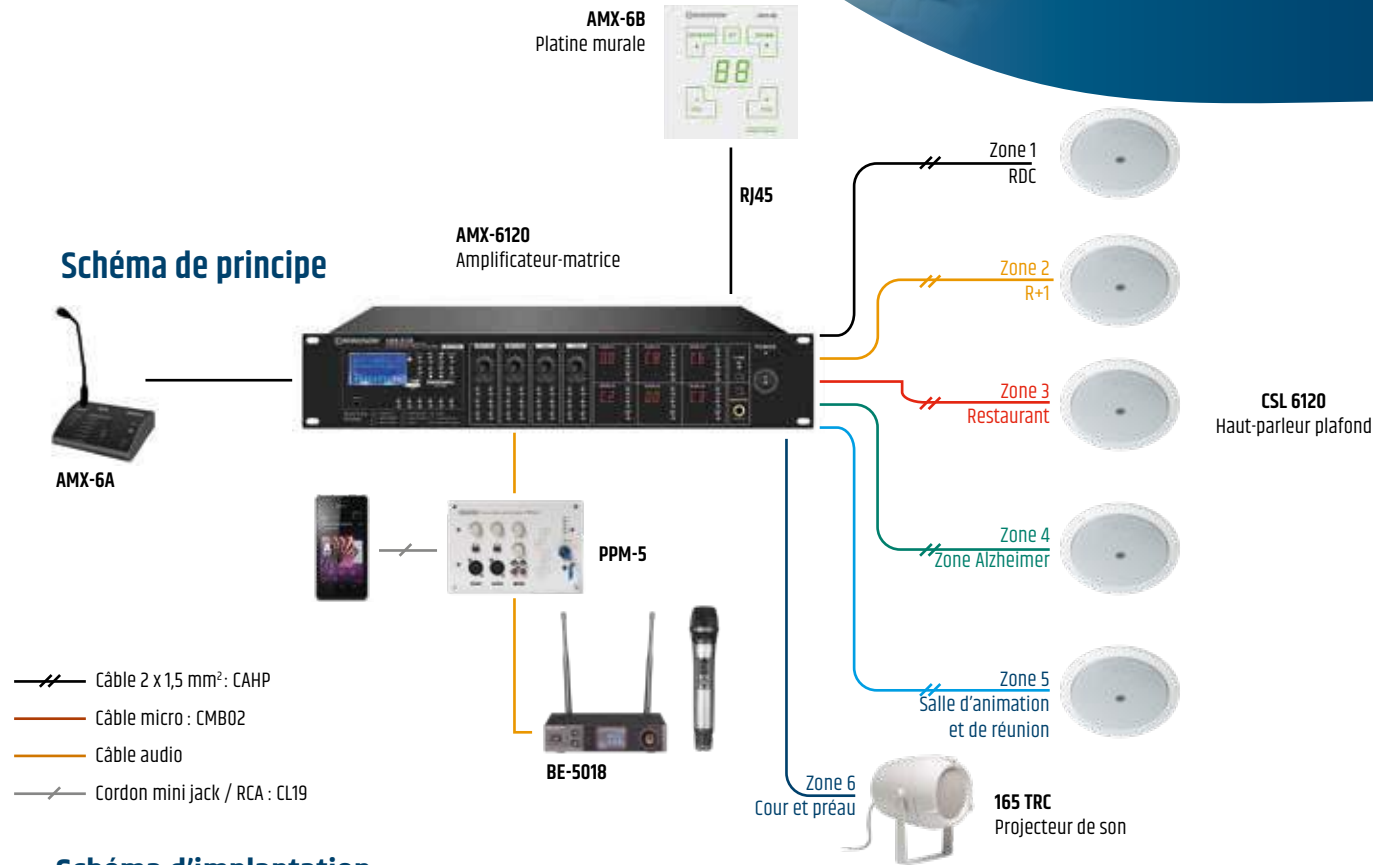 AMX-6B
Platine murale
RJ45
AMX-6120
Amplificateur-matrice
Schéma de principe
AMX-6A
Zone 1
RDC
Zone 2
R+1
Zone 3
Restaurant
CSL 6120
Haut-parleur plafond
Zone 4
Zone Alzheimer
Zone 5
Salle d'animation
et de réunion
Zone 6
Cour et préau
165 TRC
Projecteur de son
PPM-5
BE-5018
Câble 2 x 1,5 mm² : CAHP
Câble micro : CMB02
Câble audio
Cordon mini jack / RCA : CL19
Schéma d'implantation